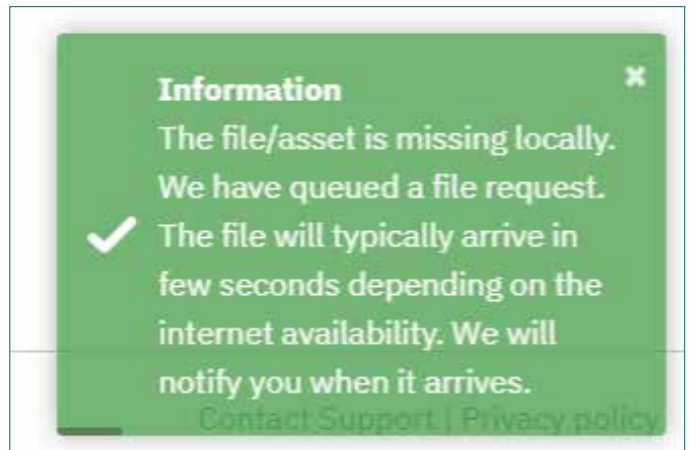 Information
The file/asset is missing locally.
We have queued a file request.
The file will typically arrive in
few seconds depending on the
internet availability. We will
notify you when it arrives.
Contact Support | Privacy policy